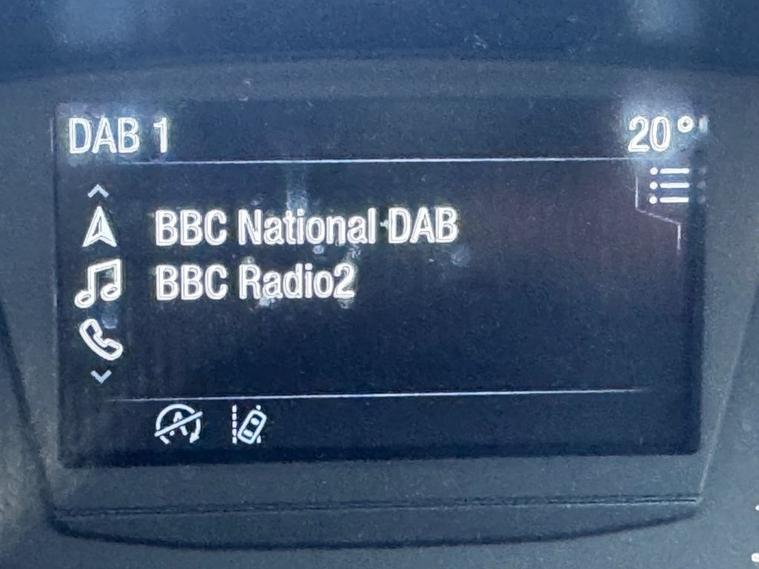 DAB 1
20°
BBC National DAB
BBC Radio2